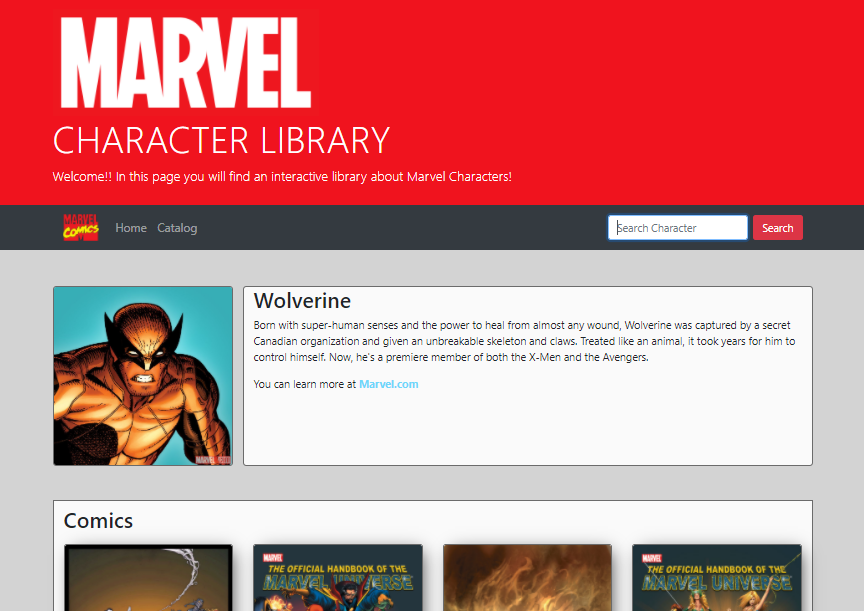 MARVEL
CHARACTER LIBRARY
Welcome!! In this page you will find an interactive library about Marvel Characters!
MARVEL
COMICS
Home
Catalog
Search Character
Search
Wolverine
Born with super-human senses and the power to heal from almost any wound, Wolverine was captured by a secret
Canadian organization and given an unbreakable skeleton and claws. Treated like an animal, it took years for him to
control himself. Now, he's a premiere member of both the X-Men and the Avengers.
You can learn more at Marvel.com
MARVEL
Comics
MARVEL
THE OFFICIAL HANDBOOK OF THE
MARVEL UNIVERSE
MARVEL
THE OFFICIAL HANDBOOK OF THE
MARVEL UNIVERSE